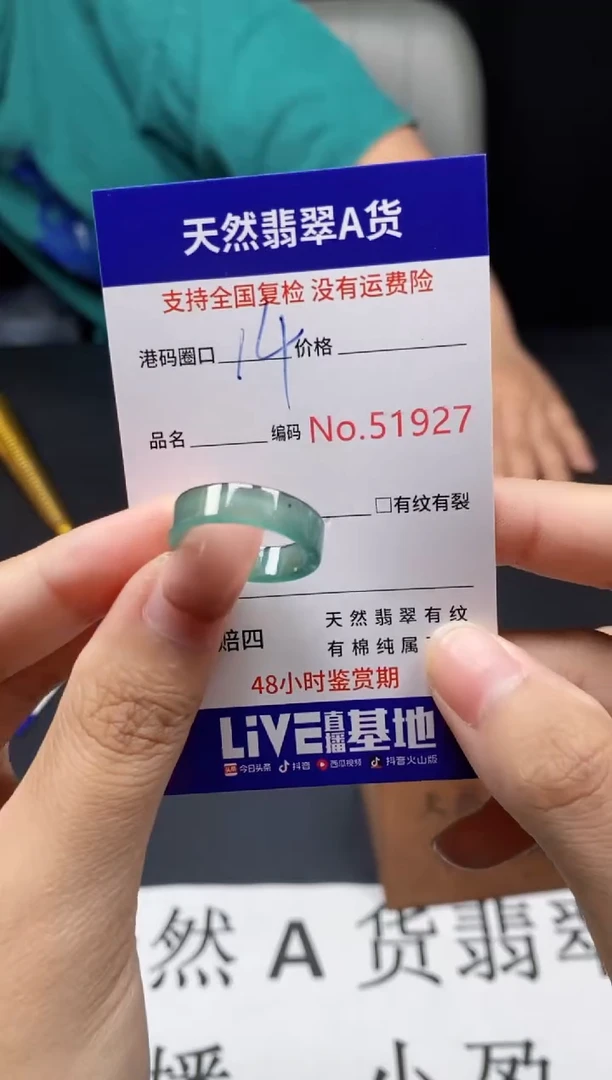 天然翡翠A货
支持全国复检 没有运费险
港码圈口 14 价格
品名 编码 No.51927
□有纹有裂
赔四 天然翡翠有纹
有棉纯属
48小时鉴赏期
LiVE直播基地
头条 今日头条 抖音 西瓜视频 抖音火山版
然 A 货翡翠